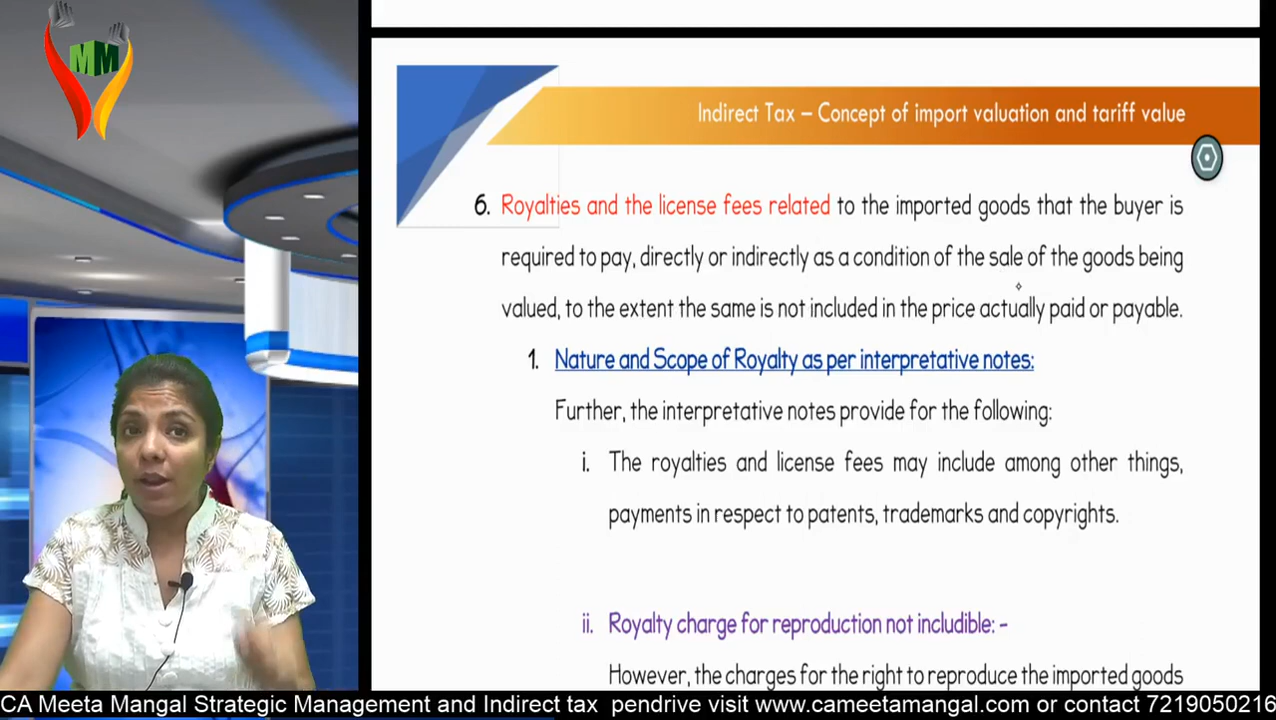 MM
Indirect Tax – Concept of import valuation and tariff value
6. Royalties and the license fees related to the imported goods that the buyer is
required to pay, directly or indirectly as a condition of the sale of the goods being
valued, to the extent the same is not included in the price actually paid or payable.
1. Nature and Scope of Royalty as per interpretative notes:
Further, the interpretative notes provide for the following:
i. The royalties and license fees may include among other things,
payments in respect to patents, trademarks and copyrights.
ii. Royalty charge for reproduction not includible: -
However, the charges for the right to reproduce the imported goods
CA Meeta Mangal Strategic Management and Indirect tax pendrive visit www.cameetamangal.com or contact 7219050216